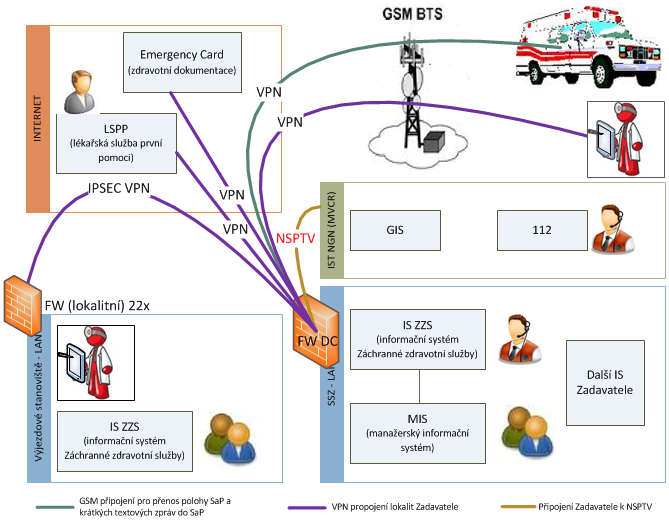 GSM BTS
INTERNET
Emergency Card
(zdravotní dokumentace)
LSPP
(lékařská služba první
pomoci)
VPN
VPN
IPSEC VPN
VPN
VPN
NSPTV
IST NGN (MVCR)
GIS
112
FW (lokalitní) 22x
FW DC
Výjezdové stanoviště - LAN
IS ZZS
(informační systém
Záchranne zdravotní služby)
SSZ - LAN
IS ZZS
(informační systém
Záchranne zdravotní služby)
MIS
(manažerský informační
systém)
Další IS
Zadavatele
GSM připojení pro přenos polohy SaP a
krátkých textových zpráv do SaP
VPN propojení lokalit Zadavatele
Připojení Zadavatele k NSPTV